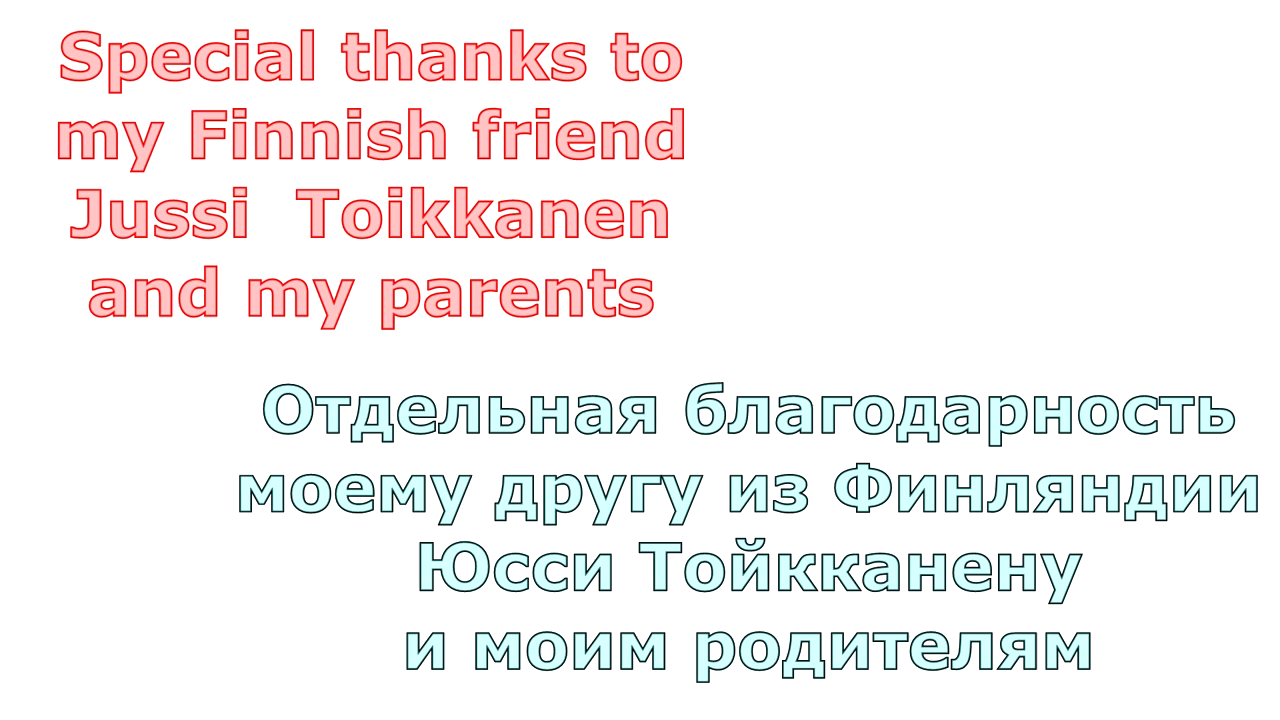 Special thanks to
my Finnish friend
Jussi  Toikkanen
and my parents
Отдельная благодарность
моему другу из Финляндии
Юсси Тойкканену
и моим родителям